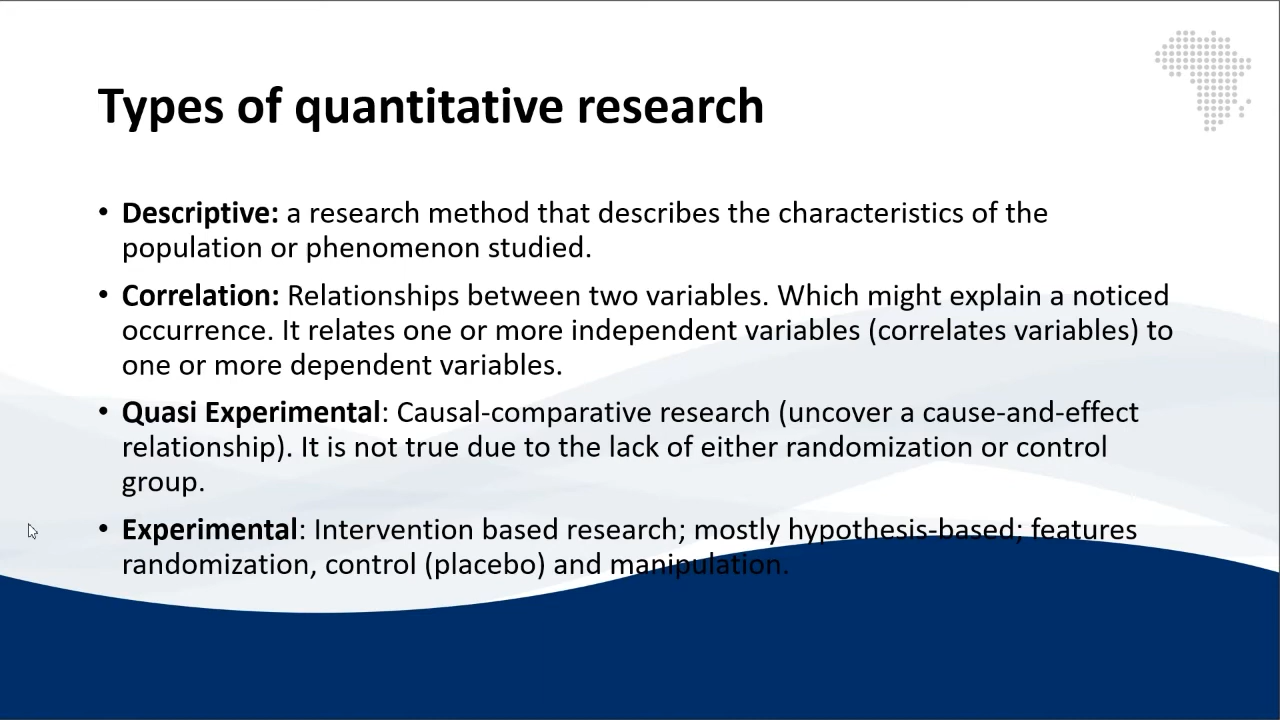 Types of quantitative research
• Descriptive: a research method that describes the characteristics of the
population or phenomenon studied.
• Correlation: Relationships between two variables. Which might explain a noticed
occurrence. It relates one or more independent variables (correlates variables) to
one or more dependent variables.
• Quasi Experimental: Causal-comparative research (uncover a cause-and-effect
relationship). It is not true due to the lack of either randomization or control
group.
• Experimental: Intervention based research; mostly hypothesis-based; features
randomization, control (placebo) and manipulation.